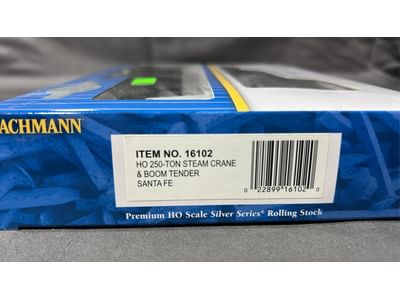 ACHMANN
ITEM NO. 16102
HO 250-TON STEAM CRANE
& BOOM TENDER
SANTA FE
0 22899 16102 0
Premium HO Scale Silver Series® Rolling Stock